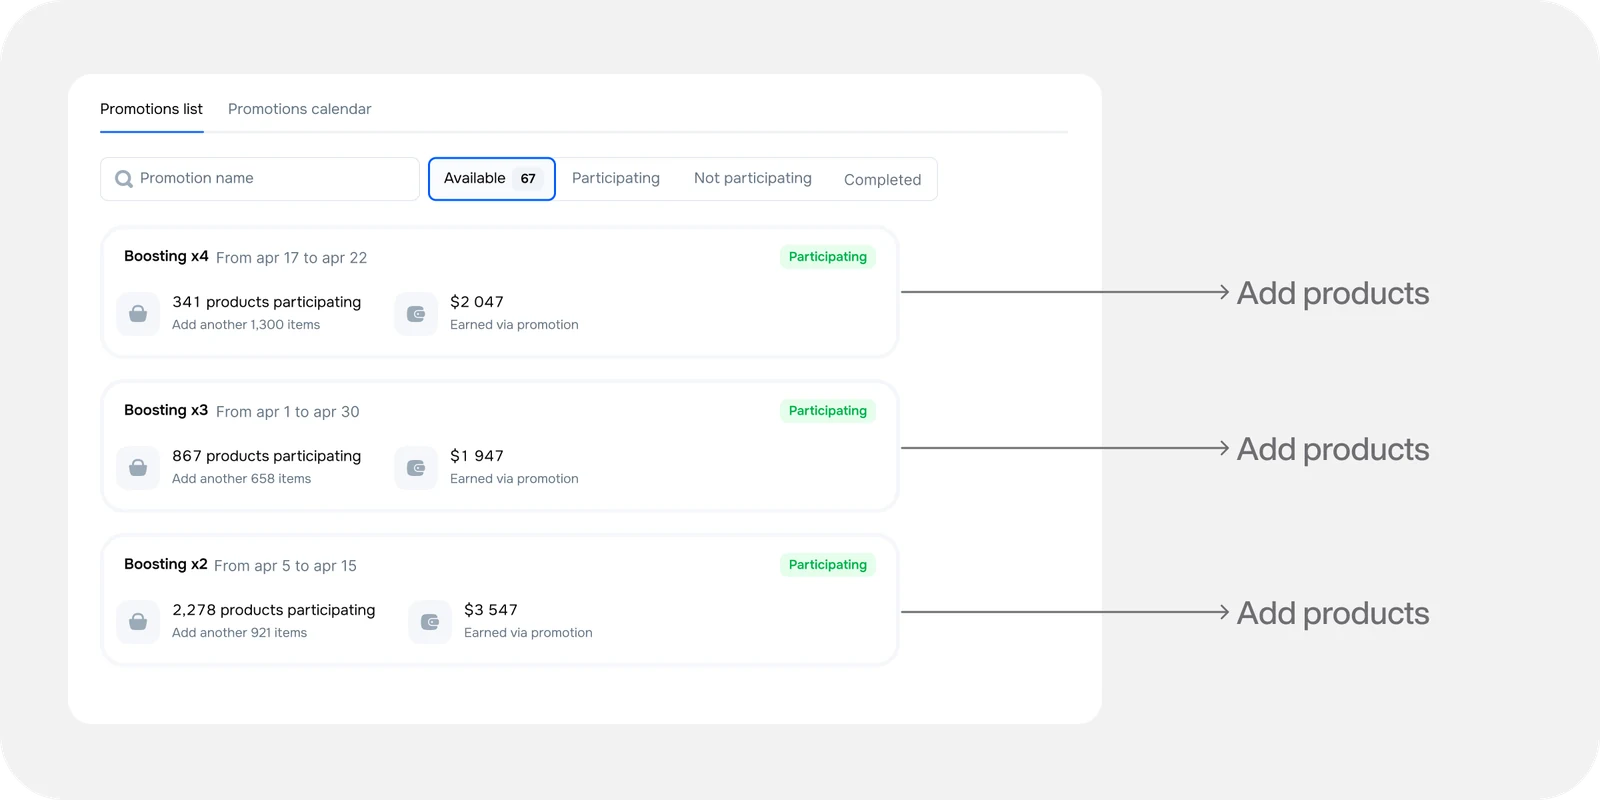 Promotions list Promotions calendar
Promotion name Available 67 Participating Not participating Completed
Boosting x4 From apr 17 to apr 22 Participating
341 products participating $2 047
Add another 1,300 items Earned via promotion
Add products
Boosting x3 From apr 1 to apr 30 Participating
867 products participating $1 947
Add another 658 items Earned via promotion
Add products
Boosting x2 From apr 5 to apr 15 Participating
2,278 products participating $3 547
Add another 921 items Earned via promotion
Add products